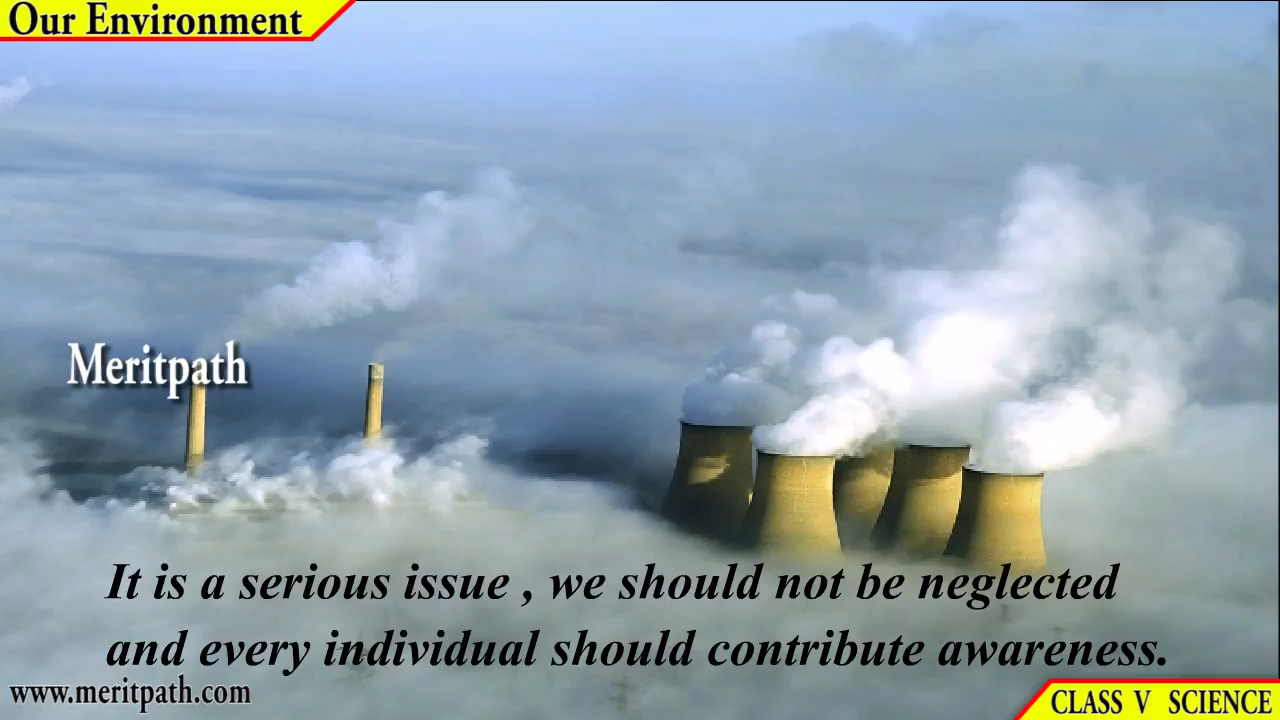 Our Environment
Meritpath
It is a serious issue , we should not be neglected
and every individual should contribute awareness.
www.meritpath.com
CLASS V SCIENCE